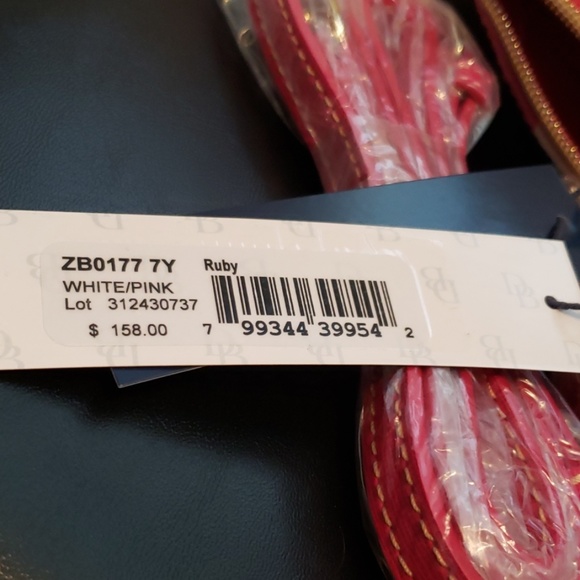 ZB0177 7Y Ruby
WHITE/PINK
Lot 312430737
$ 158.00
7 99344 39954 2